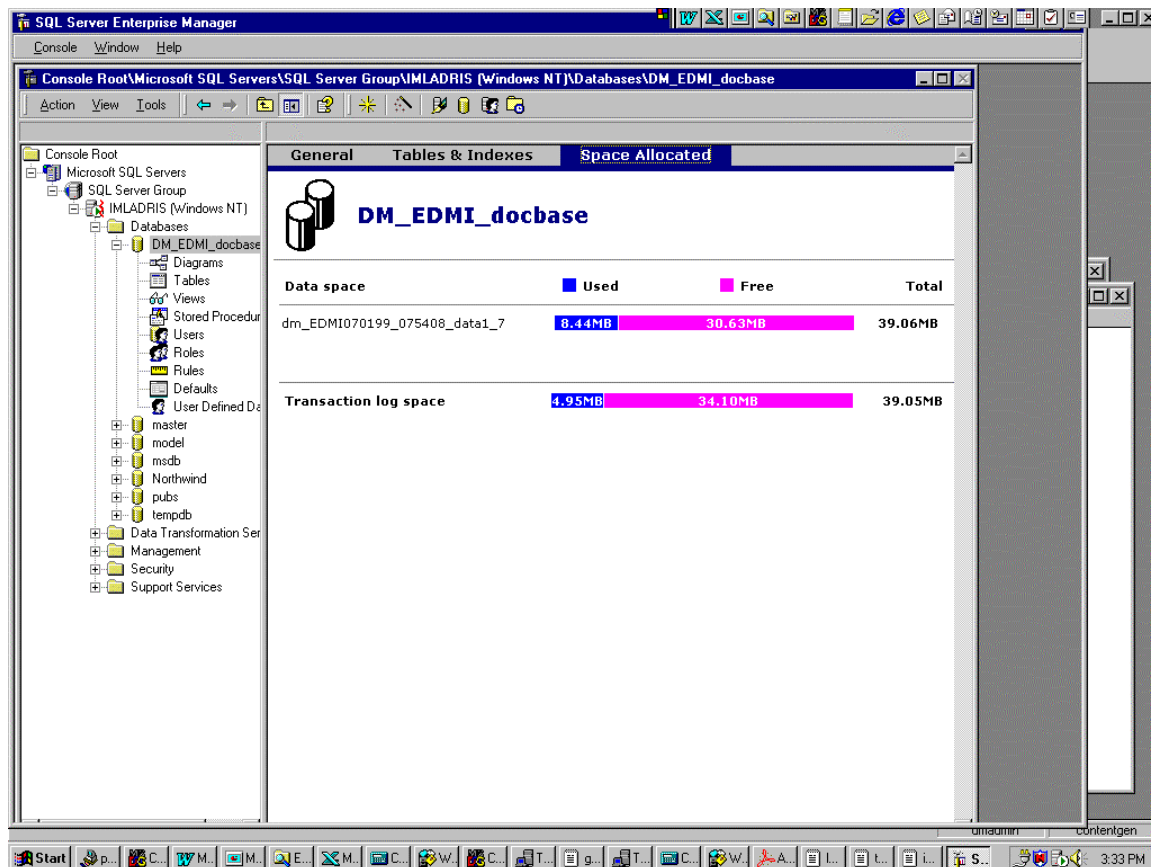 SQL Server Enterprise Manager
Console Window Help
Console Root\Microsoft SQL Servers\SQL Server Group\IMLADRIS (Windows NT)\Databases\DM_EDMI_docbase
Action View Tools
Console Root
Microsoft SQL Servers
SQL Server Group
IMLADRIS (Windows NT)
Databases
DM_EDMI_docbase
Diagrams
Tables
Views
Stored Procedur
Users
Roles
Rules
Defaults
User Defined Da
master
model
msdb
Northwind
pubs
tempdb
Data Transformation Ser
Management
Security
Support Services
General Tables & Indexes Space Allocated
DM_EDMI_docbase
Data space Used Free Total
dm_EDMI070199_075408_data1_7 8.44MB 30.63MB 39.06MB
Transaction log space 4.95MB 34.10MB 39.05MB
dmadmin contentgen
Start p... C... M... M... E... M... C... W... C... T... g... T... C... W... A... l... t... i... S... 3:33 PM